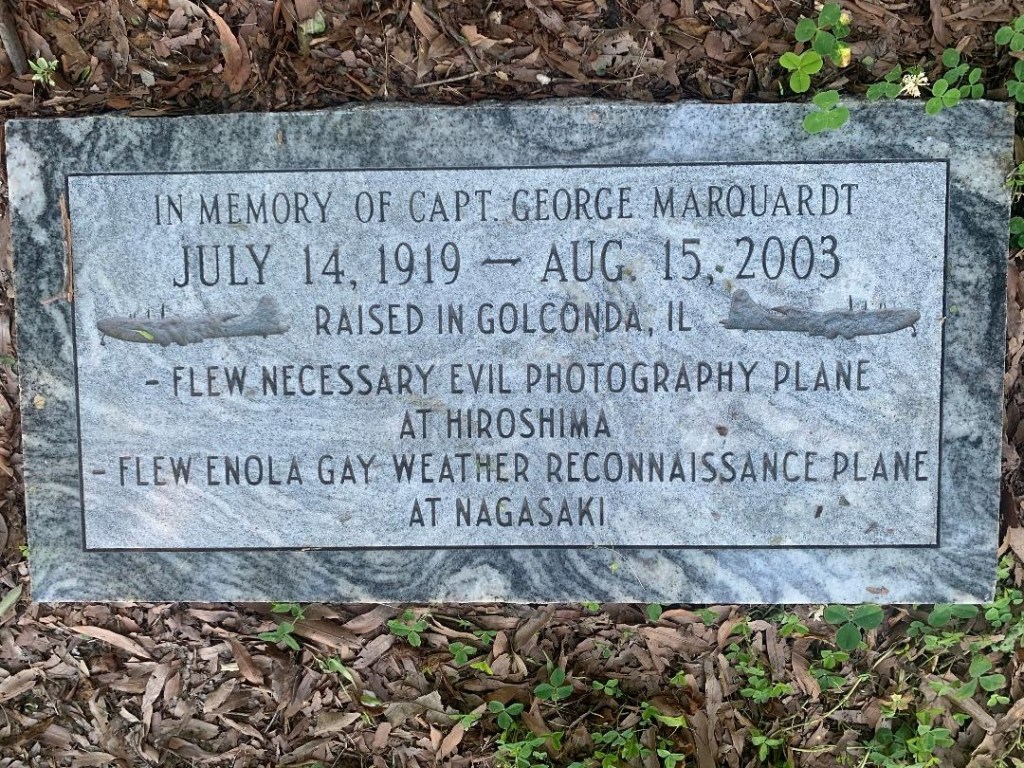 IN MEMORY OF CAPT. GEORGE MARQUARDT
JULY 14, 1919 — AUG. 15, 2003
RAISED IN GOLCONDA, IL
- FLEW NECESSARY EVIL PHOTOGRAPHY PLANE
AT HIROSHIMA
- FLEW ENOLA GAY WEATHER RECONNAISSANCE PLANE
AT NAGASAKI